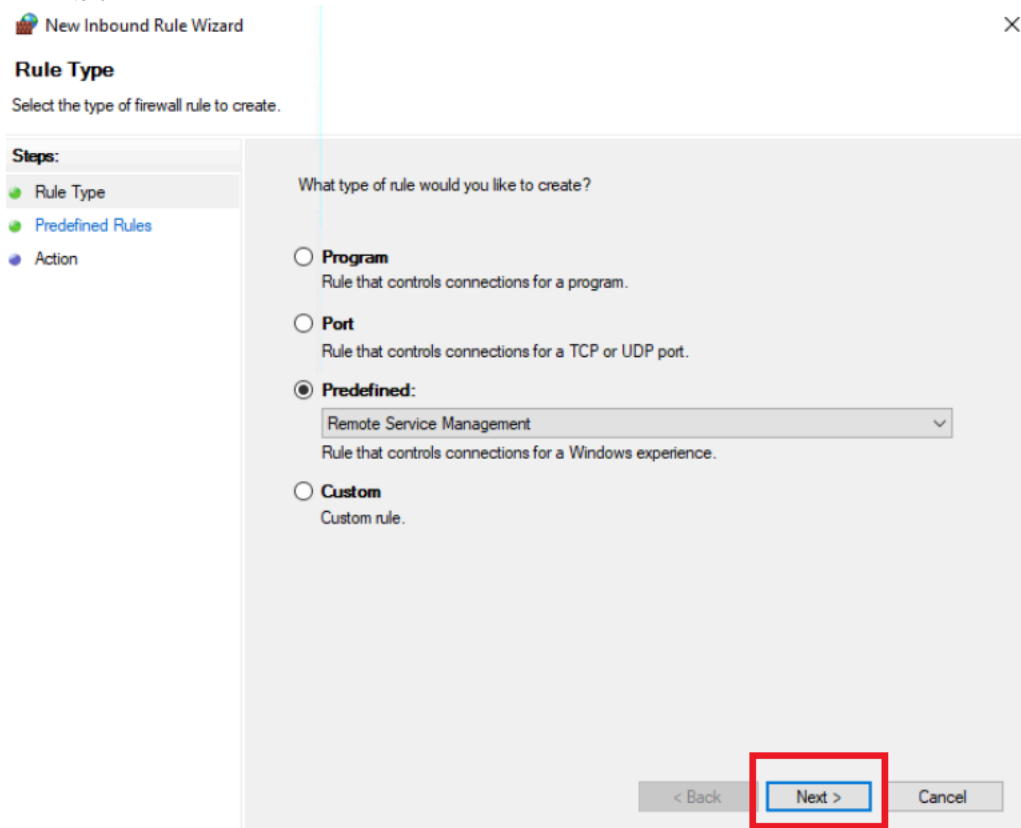 New Inbound Rule Wizard
Rule Type
Select the type of firewall rule to create.
Steps:
Rule Type
Predefined Rules
Action
What type of rule would you like to create?
Program
Rule that controls connections for a program.
Port
Rule that controls connections for a TCP or UDP port.
Predefined:
Remote Service Management
Rule that controls connections for a Windows experience.
Custom
Custom rule.
< Back
Next >
Cancel